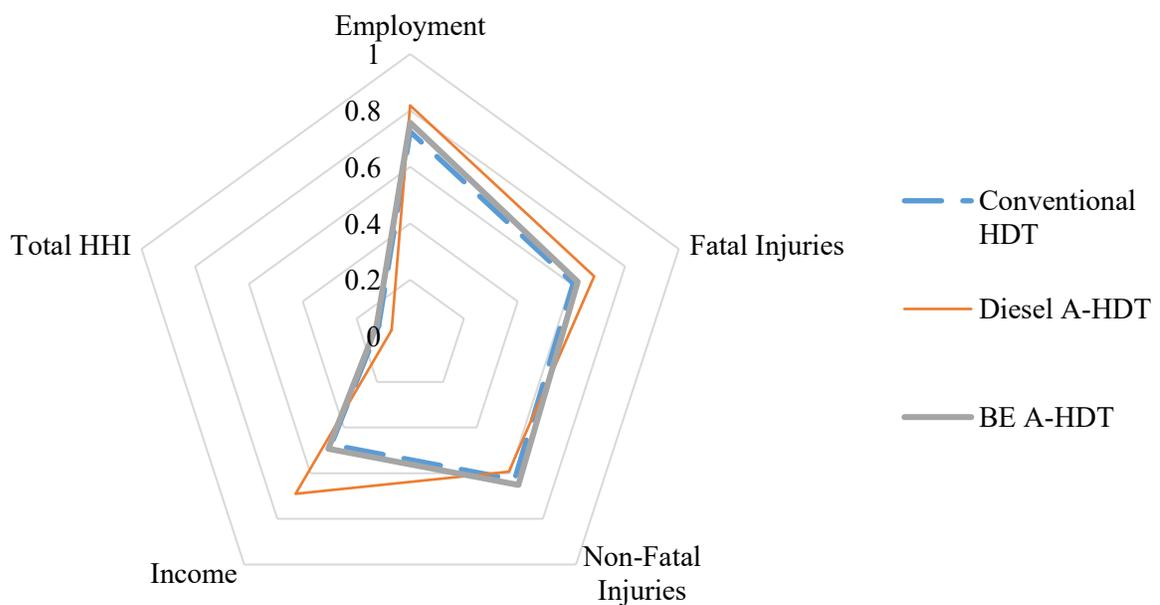 Employment
1
0.8
0.6
0.4
0.2
0
Total HHI
Fatal Injuries
Income
Non-Fatal
Injuries
Conventional
HDT
Diesel A-HDT
BE A-HDT